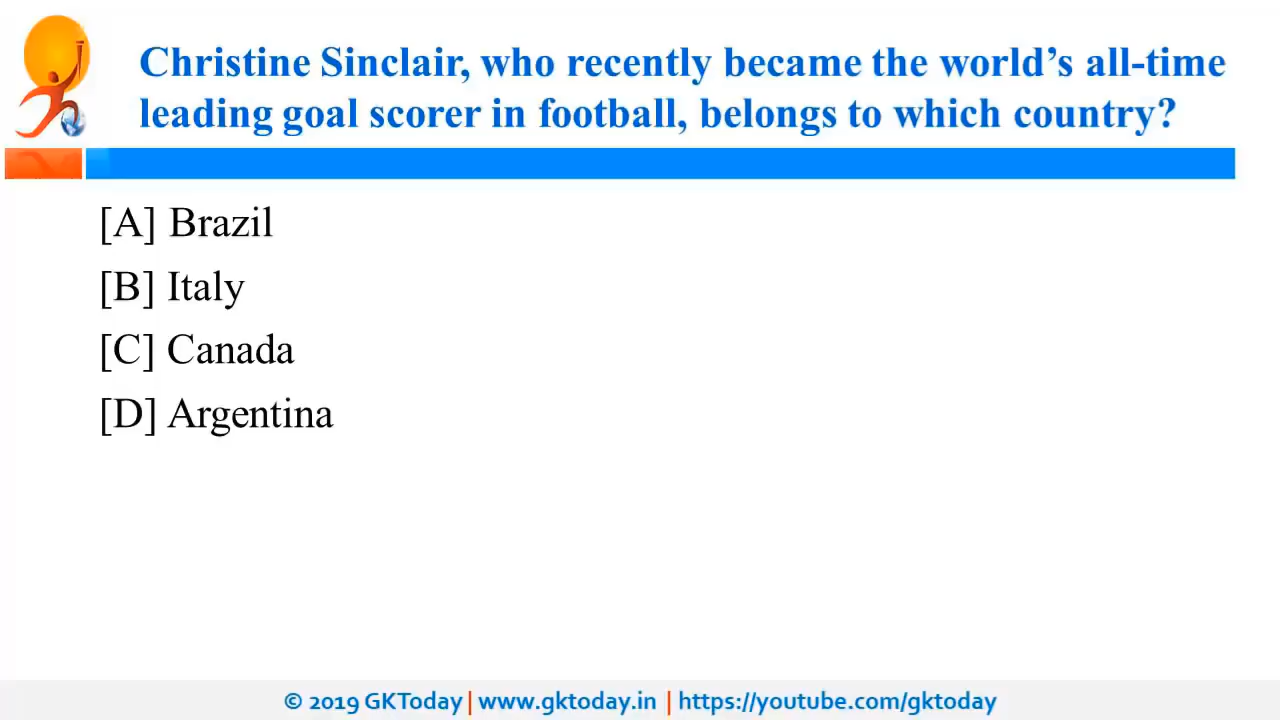 Christine Sinclair, who recently became the world’s all-time
leading goal scorer in football, belongs to which country?
[A] Brazil
[B] Italy
[C] Canada
[D] Argentina
© 2019 GKToday | www.gktoday.in | https://youtube.com/gktoday